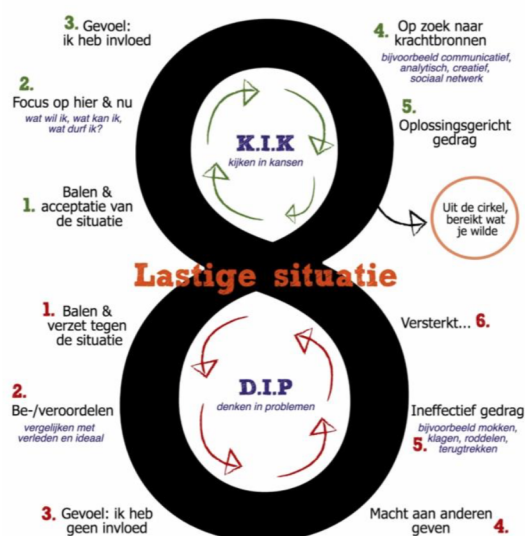 3. Gevoel:
ik heb invloed
2.
Focus op hier & nu
wat wil ik, wat kan ik,
wat durf ik?
1. Balen &
acceptatie van
de situatie
K.I.K
kijken in kansen
4. Op zoek naar
krachtbronnen
bijvoorbeeld communicatief,
analytisch, creatief,
sociaal netwerk
5.
Oplossingsgericht
gedrag
Uit de cirkel,
bereikt wat
je wilde
Lastige situatie
1. Balen &
verzet tegen
de situatie
2.
Be-/veroordelen
vergelijken met
verleden en ideaal
3. Gevoel: ik heb
geen invloed
D.I.P
denken in problemen
Macht aan anderen
geven 4.
Ineffectief gedrag
bijvoorbeeld mokken,
5. klagen, roddelen,
terugtrekken
Versterkt... 6.